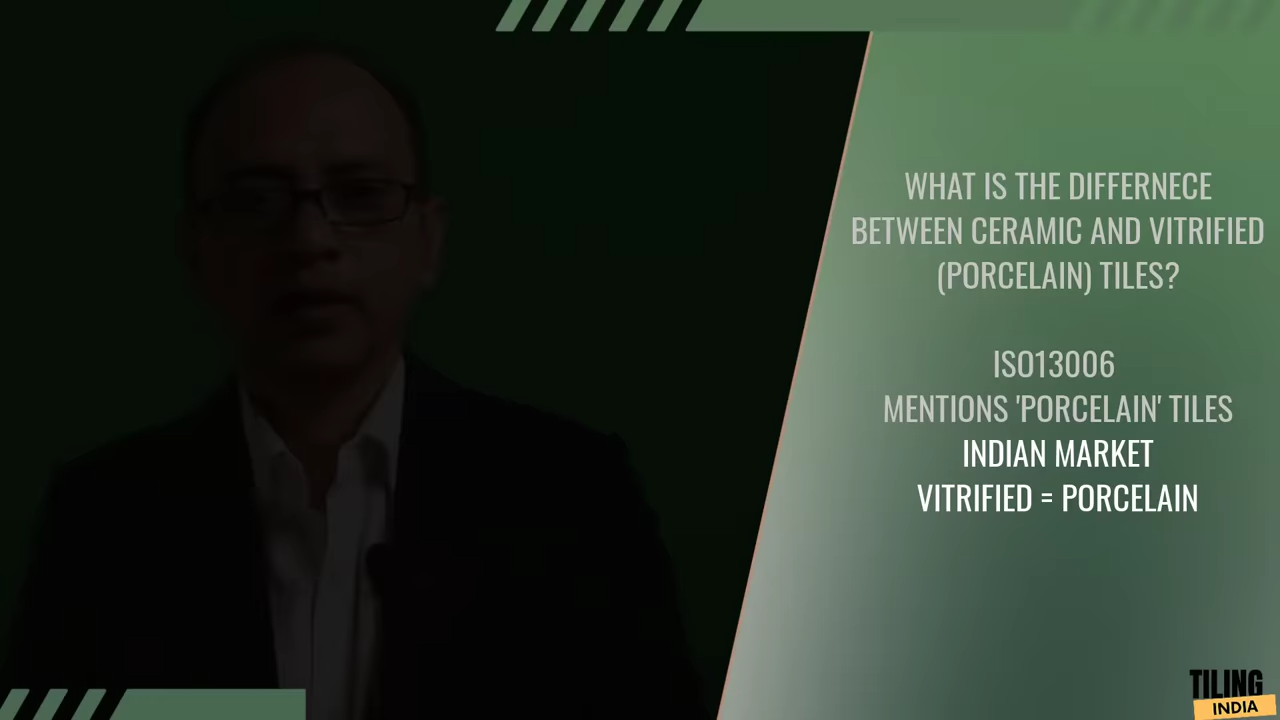 WHAT IS THE DIFFERNECE
BETWEEN CERAMIC AND VITRIFIED
(PORCELAIN) TILES?
ISO13006
MENTIONS 'PORCELAIN' TILES
INDIAN MARKET
VITRIFIED = PORCELAIN
TILING
INDIA